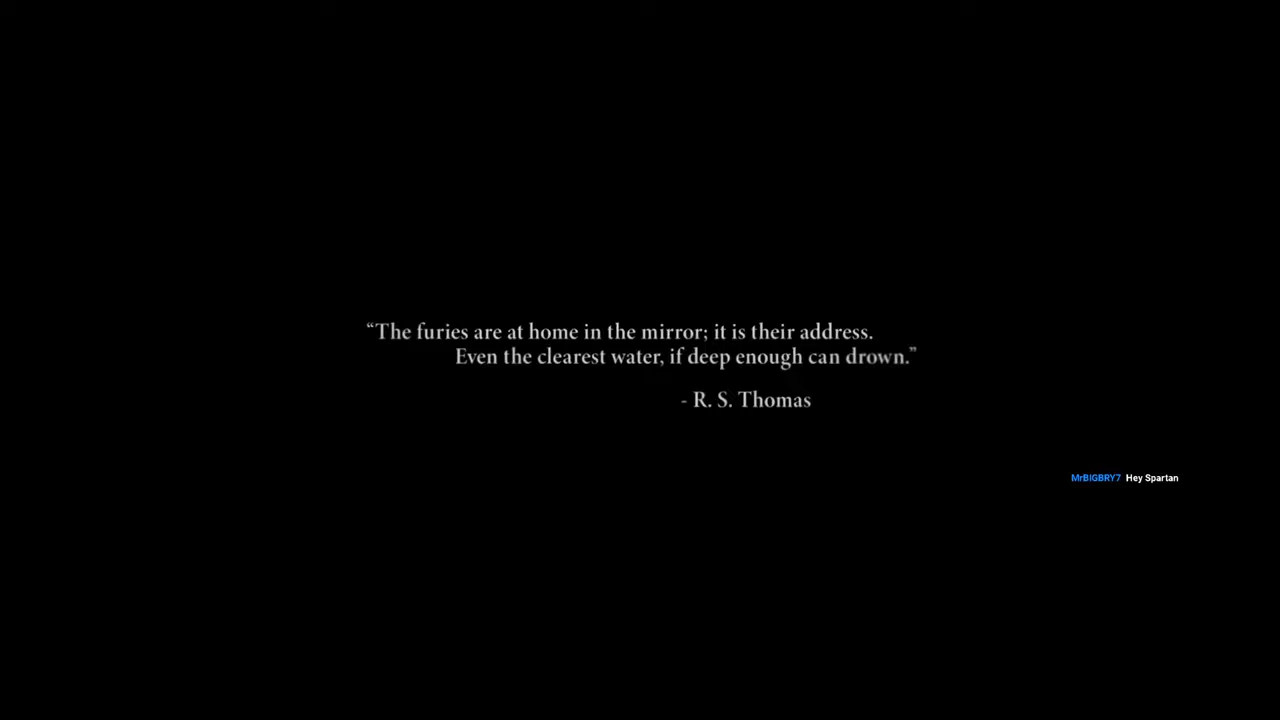 “The furies are at home in the mirror; it is their address.
Even the clearest water, if deep enough can drown.”
- R. S. Thomas
MrBIGBRY7 Hey Spartan